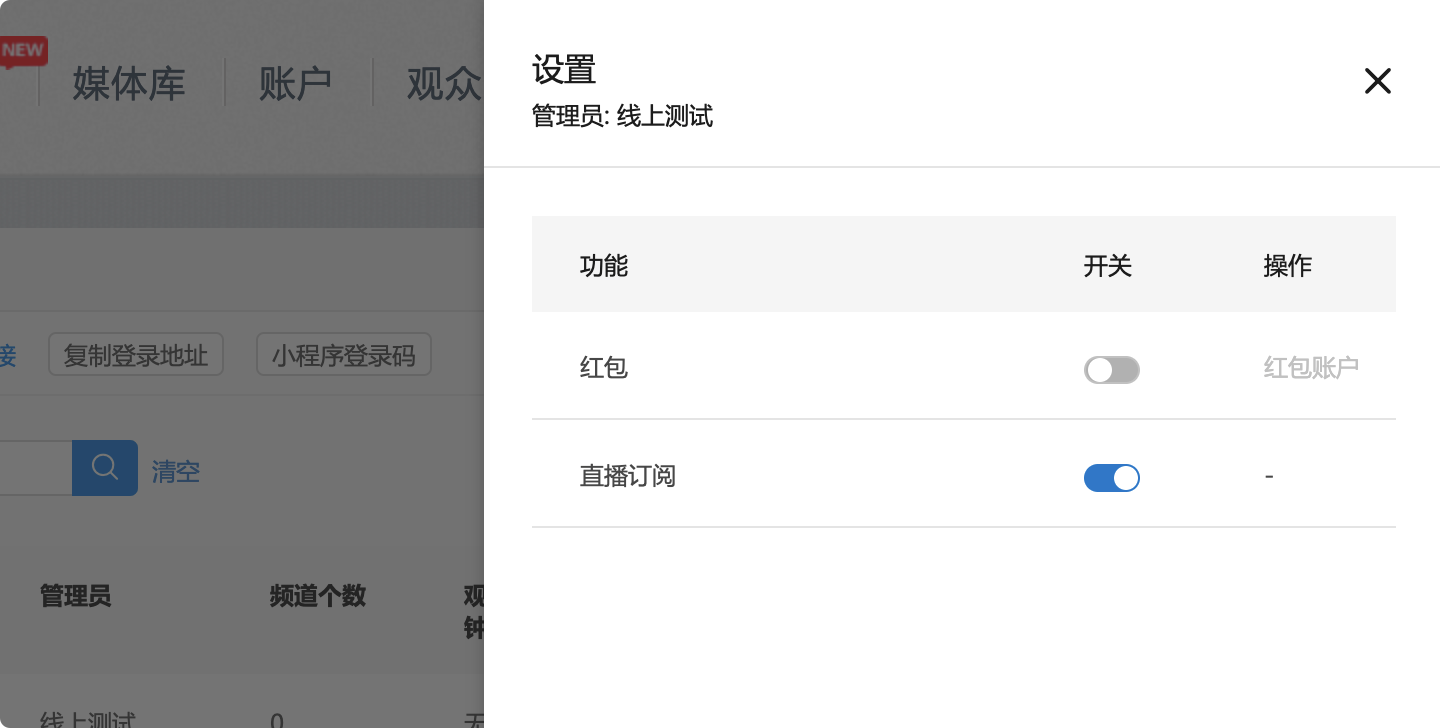 NEW
媒体库
账户
观众
设置
管理员: 线上测试
功能 开关 操作
红包 红包账户
直播订阅 -
接 复制登录地址 小程序登录码
清空
管理员 频道个数 观
钟
线上测试 0 无